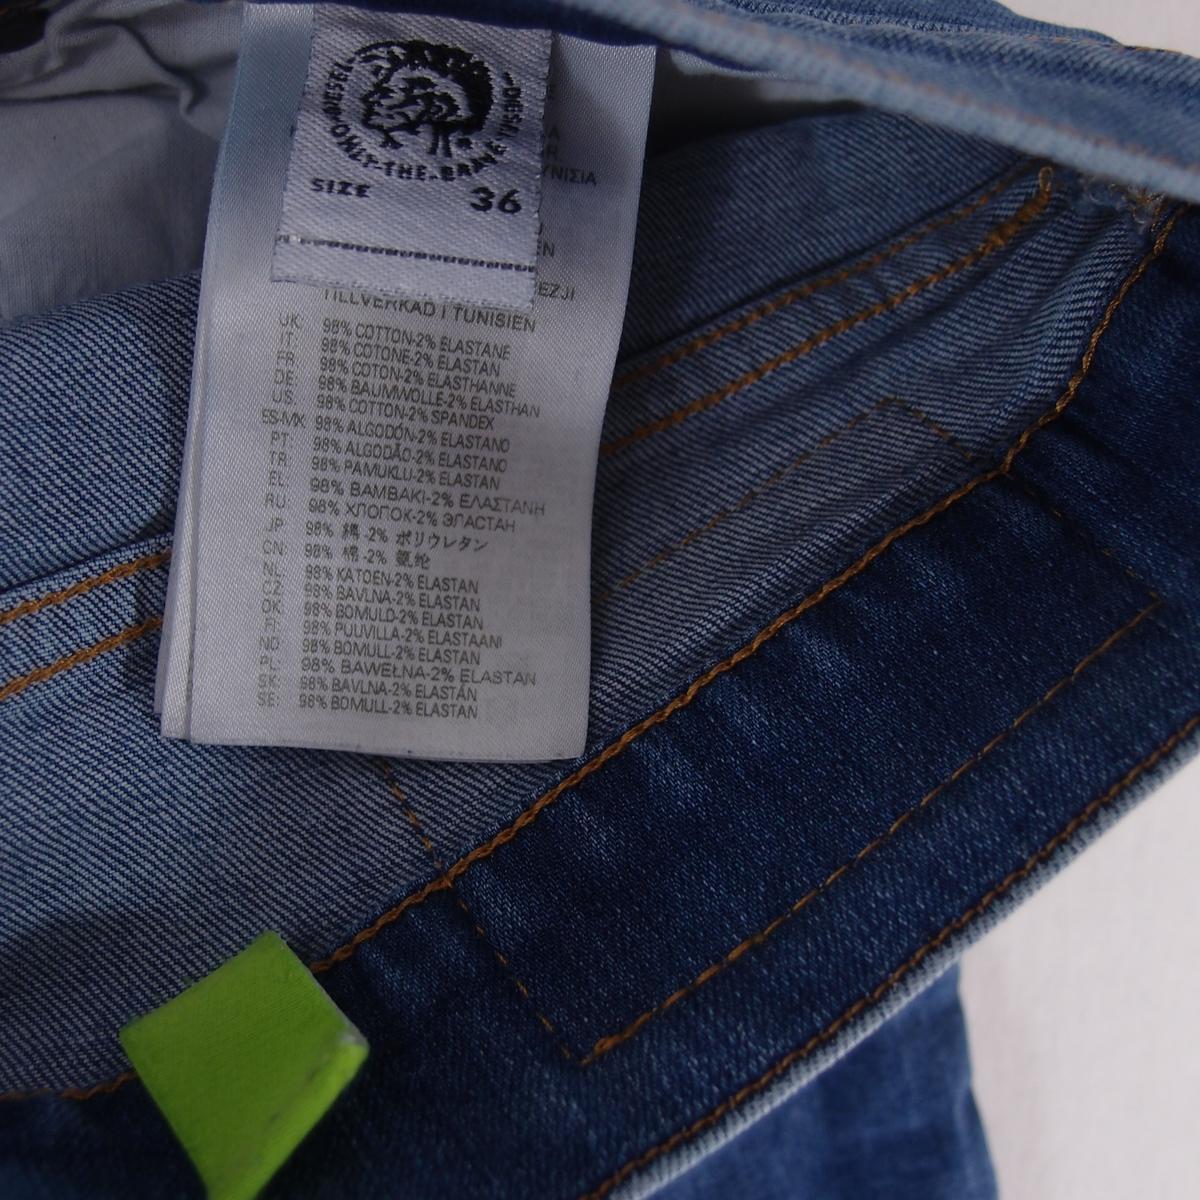 DIESEL • ONLY-THE-BRAVE • DIESEL
SIZE 36
ΥΝΙΣΙΑ
EN
EZJI
TILLVERKAD I TUNISIEN
UK: 98% COTTON-2% ELASTANE
IT: 98% COTONE-2% ELASTAN
FR 98% COTON-2% ELASTHANNE
DE: 98% BAUMWOLLE-2% ELASTHAN
US: 98% COTTON-2% SPANDEX
ES-MX: 98% ALGODÓN-2% ELASTANO
PT: 98% ALGODÃO-2% ELASTANO
TR: 98% PAMUKLU-2% ELASTAN
EL: 98% ΒΑΜΒΑΚΙ-2% ΕΛΑΣΤΑΝΗ
RU: 98% ХЛОПОК-2% ЭЛАСТАН
JP: 98% 綿 -2% ポリウレタン
CN: 98% 棉 -2% 氨纶
NL: 98% KATOEN-2% ELASTAN
CZ: 98% BAVLNA-2% ELASTAN
DK: 98% BOMULD-2% ELASTAN
FI: 98% PUUVILLA-2% ELASTAANI
NO: 98% BOMULL-2% ELASTAN
PL: 98% BAWEŁNA-2% ELASTAN
SK: 98% BAVLNA-2% ELASTÁN
SE: 98% BOMULL-2% ELASTAN